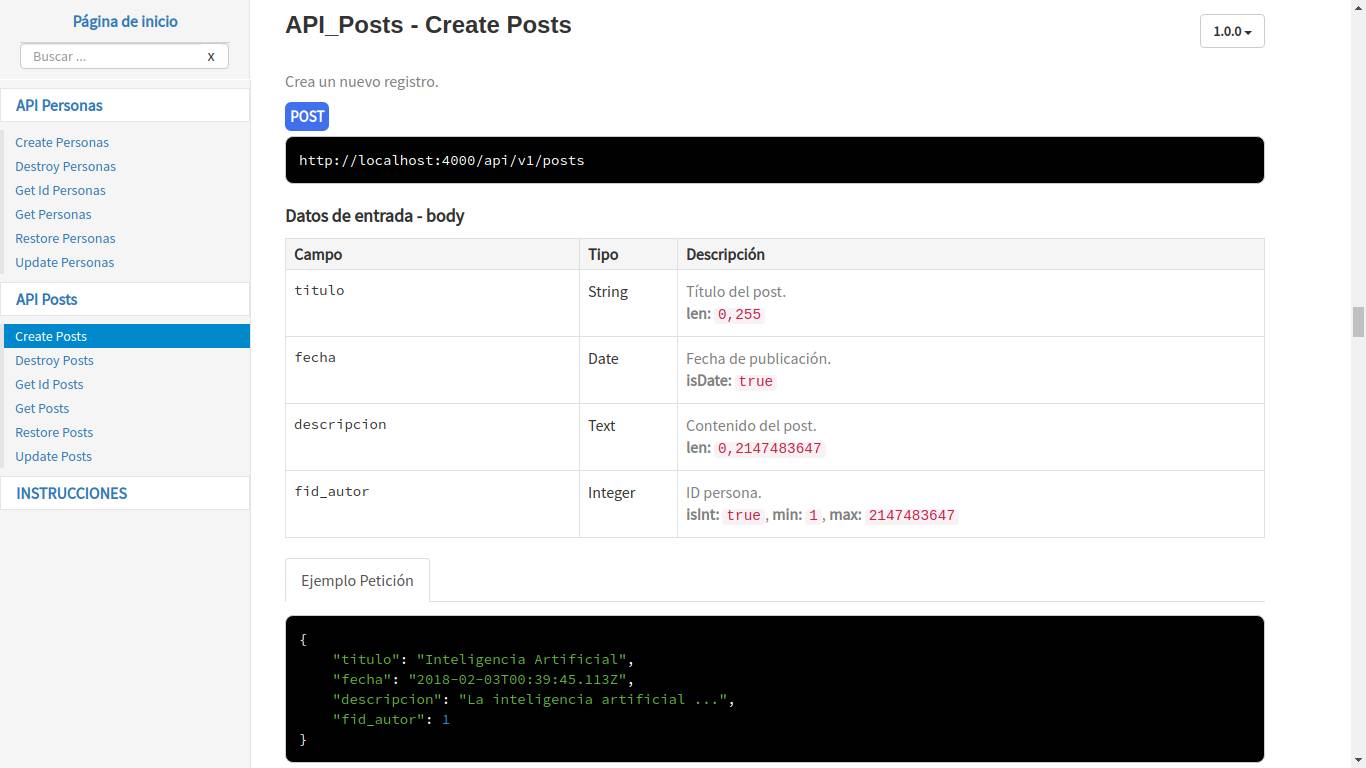 Página de inicio
Buscar ...
x
API Personas
Create Personas
Destroy Personas
Get Id Personas
Get Personas
Restore Personas
Update Personas
API Posts
Create Posts
Destroy Posts
Get Id Posts
Get Posts
Restore Posts
Update Posts
INSTRUCCIONES
API_Posts - Create Posts
1.0.0
Crea un nuevo registro.
POST
http://localhost:4000/api/v1/posts
Datos de entrada - body
Campo Tipo Descripción
titulo String Título del post.
len: 0,255
fecha Date Fecha de publicación.
isDate: true
descripcion Text Contenido del post.
len: 0,2147483647
fid_autor Integer ID persona.
isInt: true , min: 1 , max: 2147483647
Ejemplo Petición
{
"titulo": "Inteligencia Artificial",
"fecha": "2018-02-03T00:39:45.113Z",
"descripcion": "La inteligencia artificial ...",
"fid_autor": 1
}